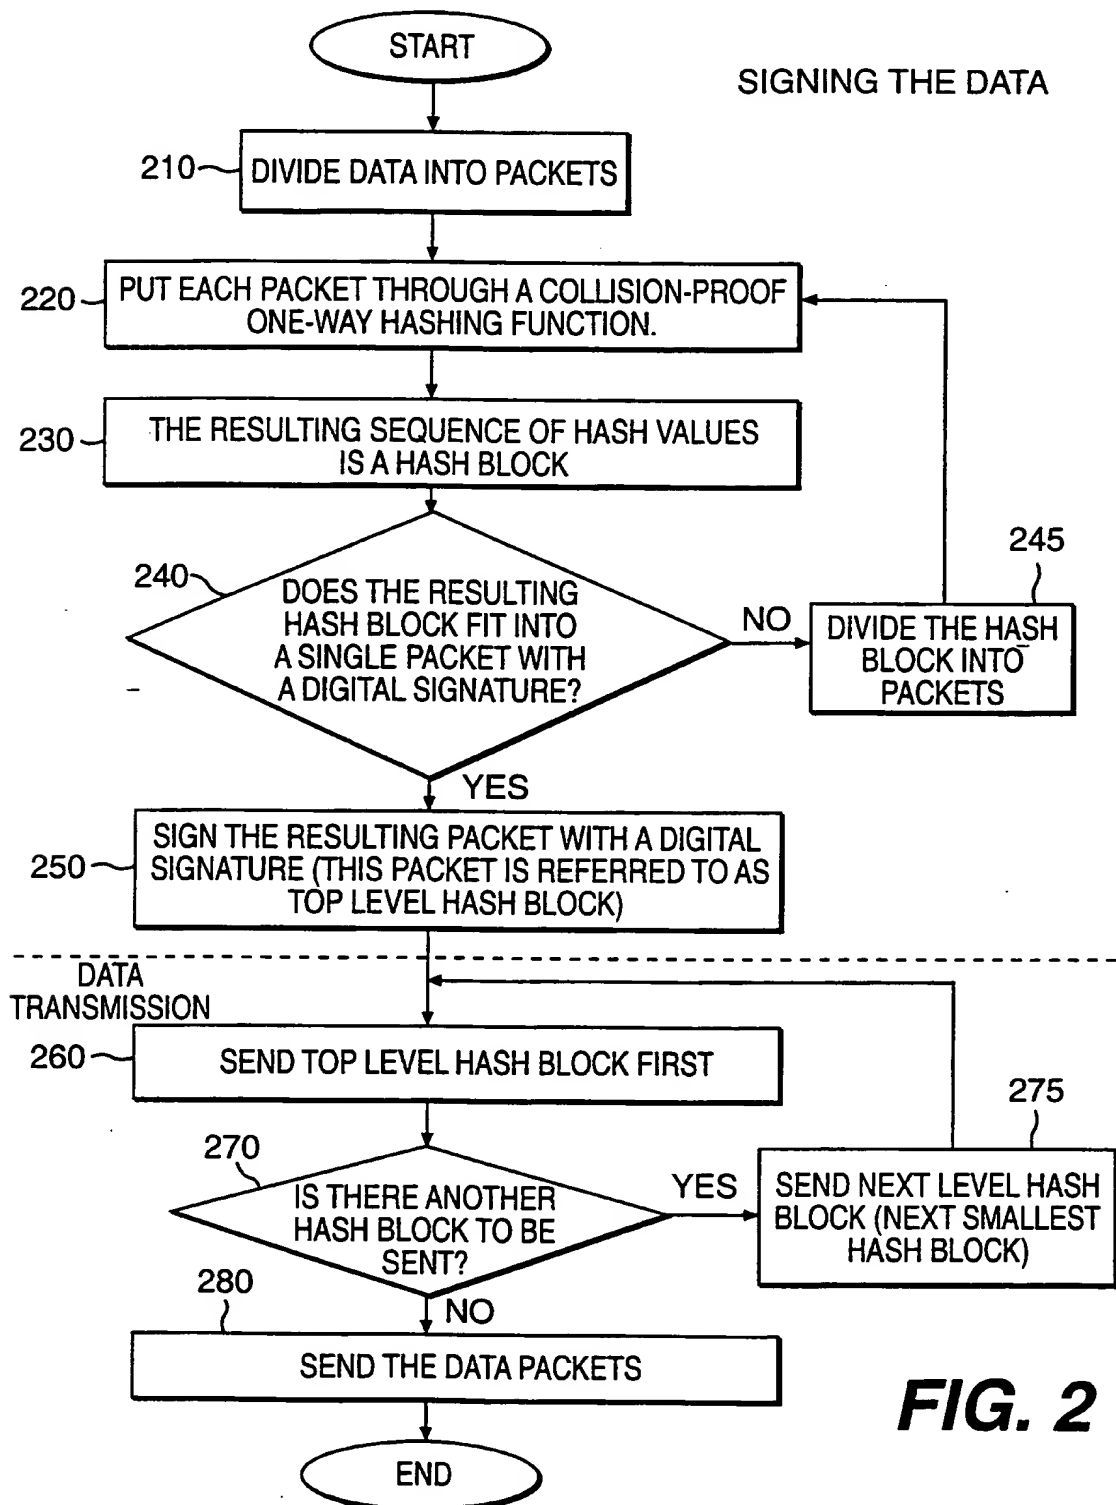 START
SIGNING THE DATA
210
DIVIDE DATA INTO PACKETS
220
PUT EACH PACKET THROUGH A COLLISION-PROOF
ONE-WAY HASHING FUNCTION.
230
THE RESULTING SEQUENCE OF HASH VALUES
IS A HASH BLOCK
240
DOES THE RESULTING
HASH BLOCK FIT INTO
A SINGLE PACKET WITH
A DIGITAL SIGNATURE?
NO
245
DIVIDE THE HASH
BLOCK INTO
PACKETS
YES
250
SIGN THE RESULTING PACKET WITH A DIGITAL
SIGNATURE (THIS PACKET IS REFERRED TO AS
TOP LEVEL HASH BLOCK)
DATA
TRANSMISSION
260
SEND TOP LEVEL HASH BLOCK FIRST
270
IS THERE ANOTHER
HASH BLOCK TO BE
SENT?
YES
275
SEND NEXT LEVEL HASH
BLOCK (NEXT SMALLEST
HASH BLOCK)
NO
280
SEND THE DATA PACKETS
END
FIG. 2